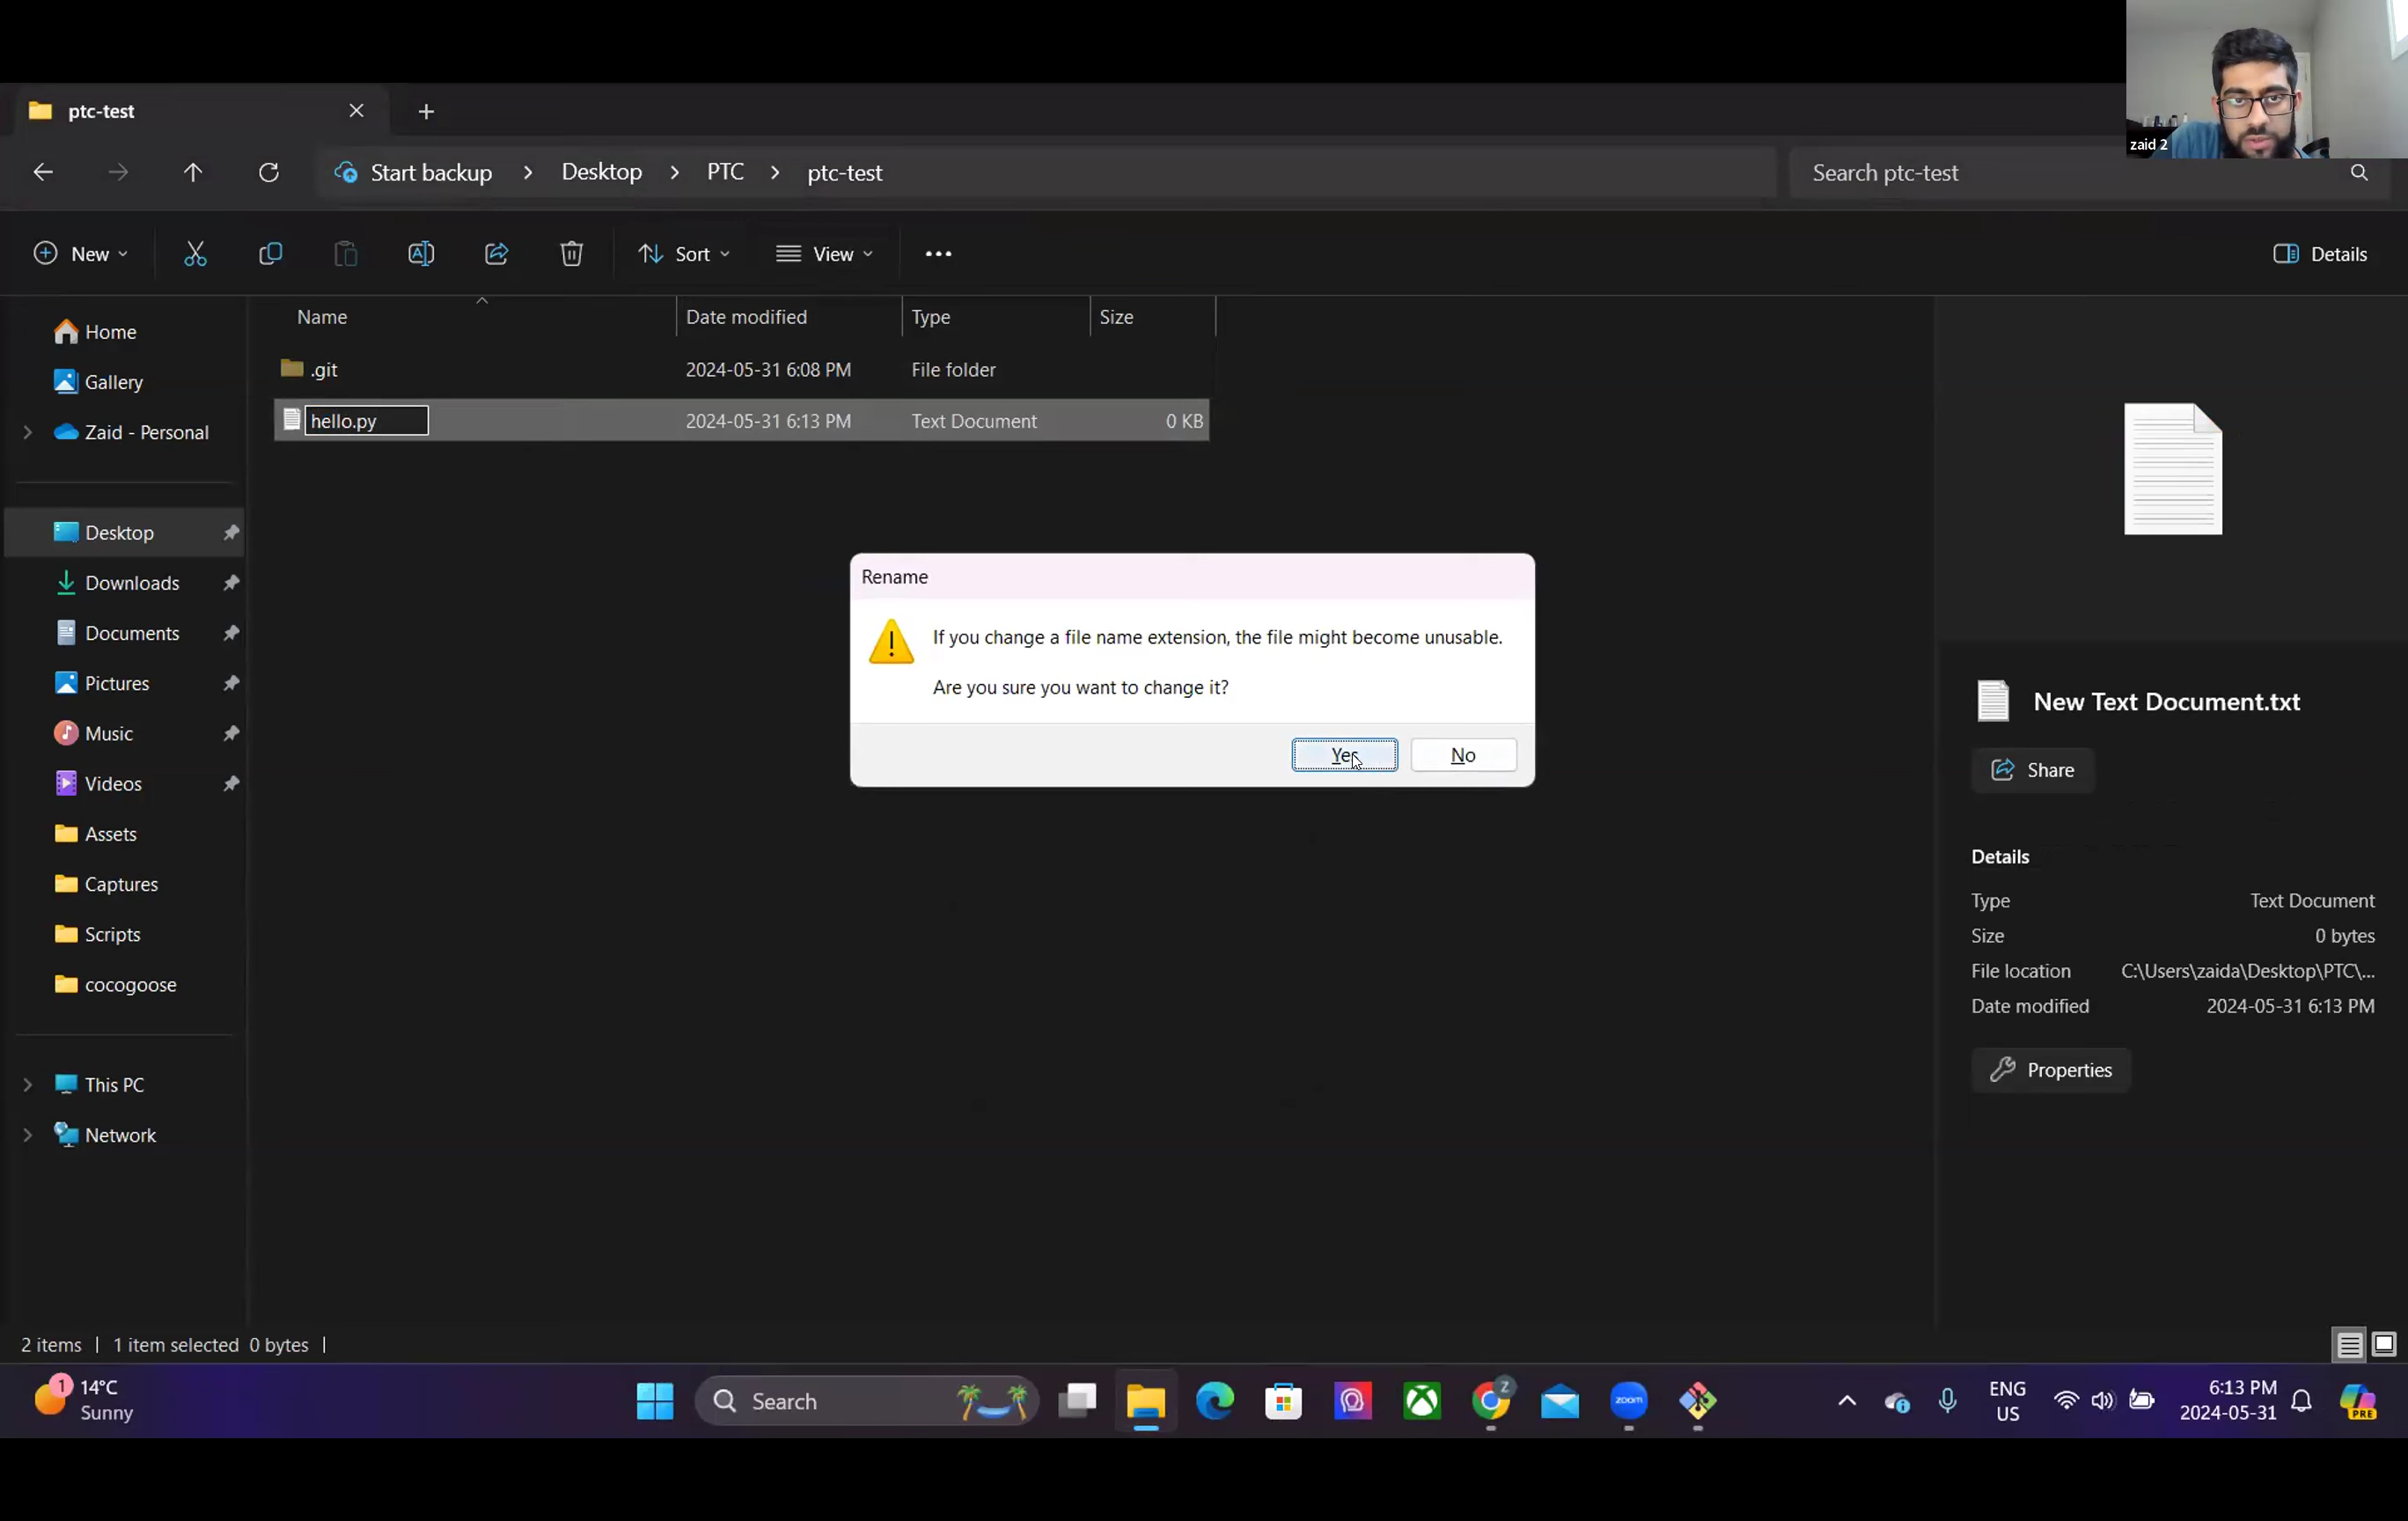 zaid 2
ptc-test
Start backup > Desktop > PTC > ptc-test
Search ptc-test
New
Sort
View
Details
Name
Date modified
Type
Size
.git
2024-05-31 6:08 PM
File folder
hello.py
2024-05-31 6:13 PM
Text Document
0 KB
Home
Gallery
Zaid - Personal
Desktop
Downloads
Documents
Pictures
Music
Videos
Assets
Captures
Scripts
cocogoose
This PC
Network
Rename
If you change a file name extension, the file might become unusable.
Are you sure you want to change it?
Yes
No
New Text Document.txt
Share
Details
Type Text Document
Size 0 bytes
File location C:\Users\zaida\Desktop\PTC\...
Date modified 2024-05-31 6:13 PM
Properties
2 items | 1 item selected 0 bytes |
1
14°C
Sunny
Search
Z
zoom
ENG
US
6:13 PM
2024-05-31
PRE